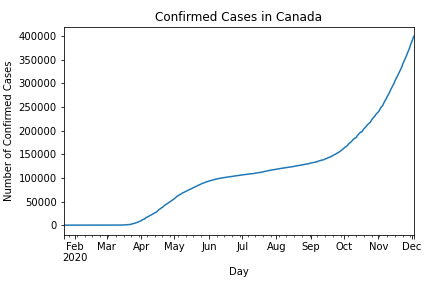 Confirmed Cases in Canada
Number of Confirmed Cases
400000
350000
300000
250000
200000
150000
100000
50000
0
Feb Mar Apr May Jun Jul Aug Sep Oct Nov Dec
2020
Day